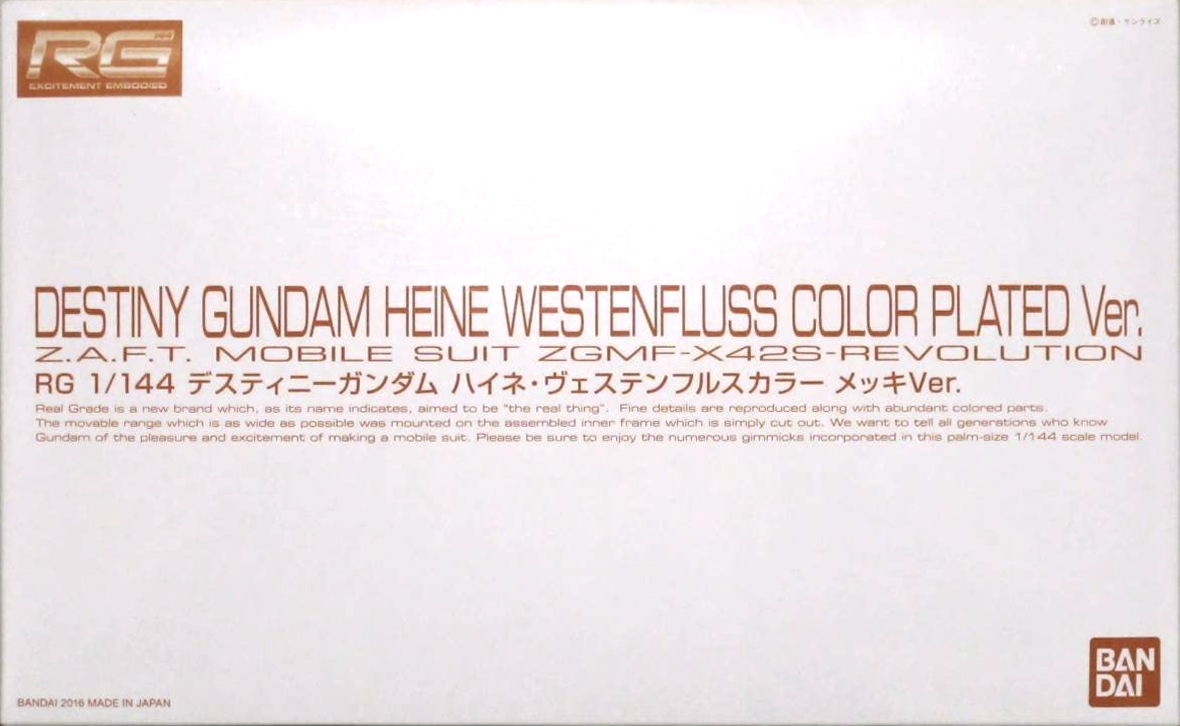 RG
EXCITEMENT EMBODIED
©創通・サンライズ
DESTINY GUNDAM HEINE WESTENFLUSS COLOR PLATED Ver.
Z.A.F.T. MOBILE SUIT ZGMF-X42S-REVOLUTION
RG 1/144 デスティニーガンダム ハイネ・ヴェステンフルスカラー メッキVer.
Real Grade is a new brand which, as its name indicates, aimed to be "the real thing". Fine details are reproduced along with abundant colored parts.
The movable range which is as wide as possible was mounted on the assembled inner frame which is simply cut out. We want to tell all generations who know
Gundam of the pleasure and excitement of making a mobile suit. Please be sure to enjoy the numerous gimmicks incorporated in this palm-size 1/144 scale model.
BAN
DAI
BANDAI 2016 MADE IN JAPAN